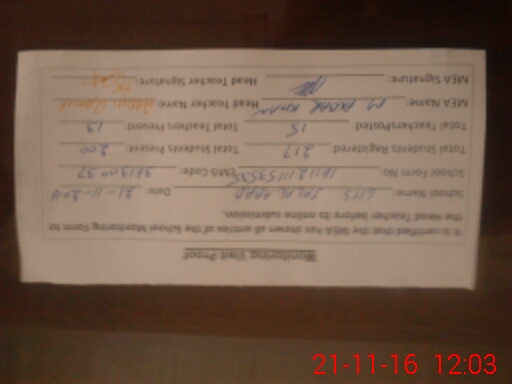 Monitoring Visit Proof
It is certified that the MEA has shown all entries of the School Monitoring Form to
the Head Teacher before its online submission.
School Name: GHS Date: 21-11-2016
School Form No: EMIS Code:
Total Students Registered: 217 Total Students Present: 200
Total TeachersPosted: 15 Total Teachers Present: 13
MEA Name: KHAN Head Teacher Name:
MEA Signature: Head Teacher Signature:
21-11-16 12:03